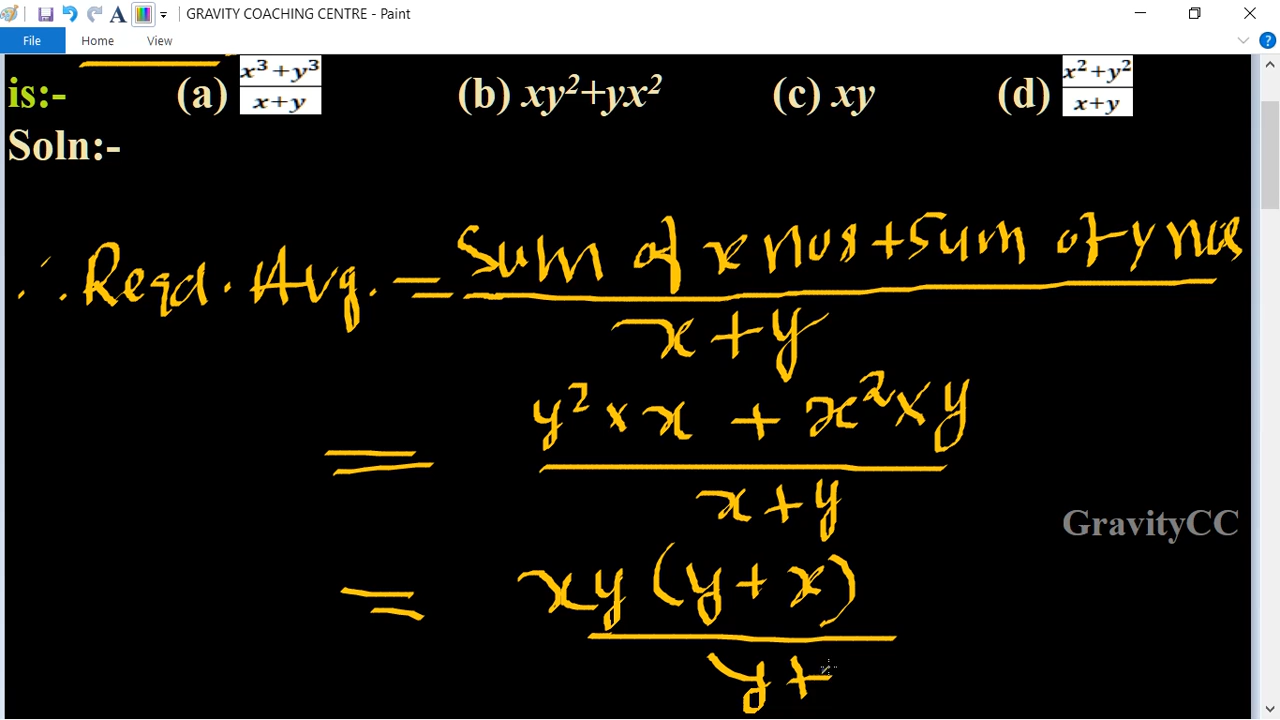 GRAVITY COACHING CENTRE - Paint
File Home View
is:- (a) x³+y³/x+y (b) xy²+yx² (c) xy (d) x²+y²/x+y
Soln:-
∴ Reqd. Avg. = Sum of x nos+Sum of y nos
x+y
= y²×x + x²×y
x+y
GravityCC
= xy(y+x)
y+